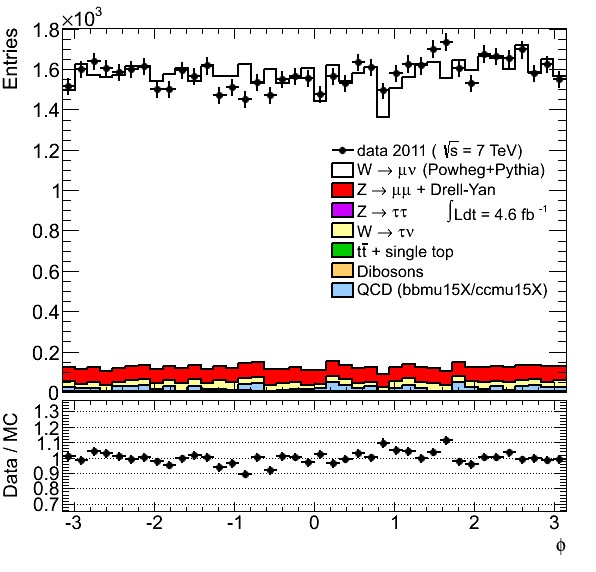 ×10³
Entries
1.8
1.6
1.4
1.2
1
0.8
0.6
0.4
0.2
0
data 2011 ( √s = 7 TeV)
W → μν (Powheg+Pythia)
Z → μμ + Drell-Yan
Z → ττ
∫Ldt = 4.6 fb⁻¹
W → τν
tt̅ + single top
Dibosons
QCD (bbmu15X/ccmu15X)
Data / MC
1.3
1.2
1.1
1
0.9
0.8
0.7
-3 -2 -1 0 1 2 3
ϕ